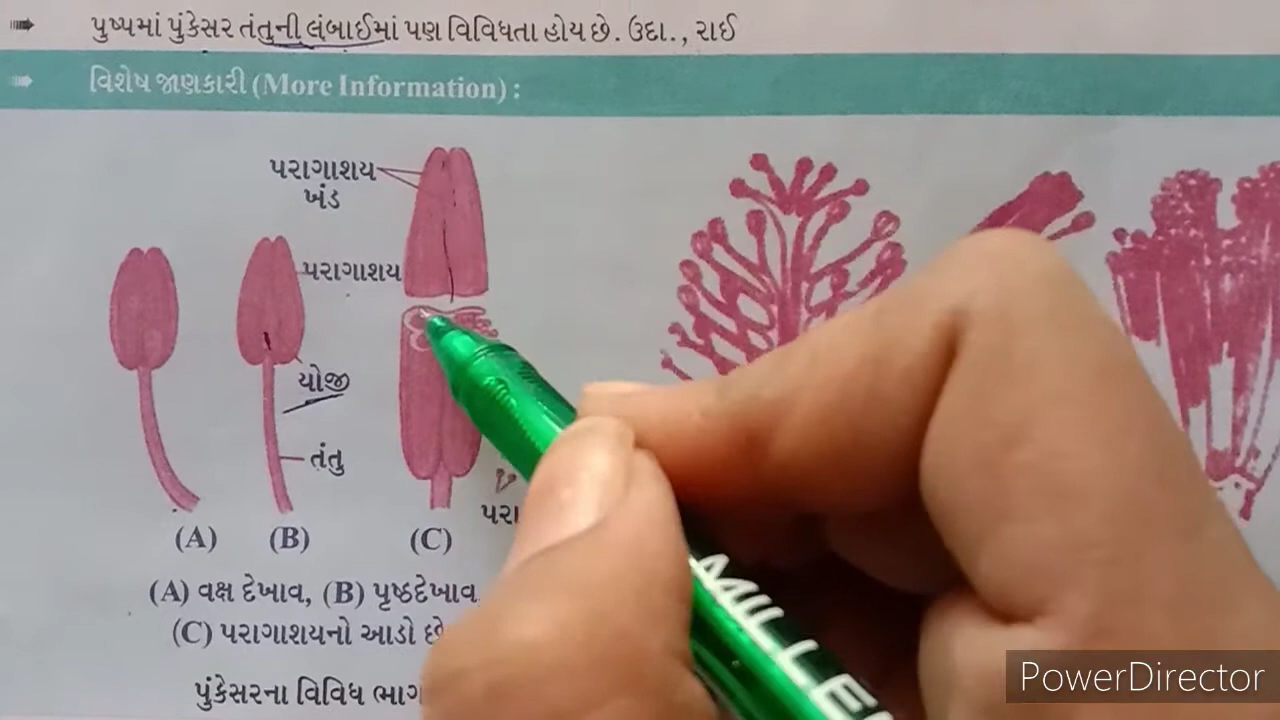 પુષ્પમાં પુંકેસર તંતુની લંબાઈમાં પણ વિવિધતા હોય છે. ઉદા., રાઈ
વિશેષ જાણકારી (More Information) :
પરાગાશય
ખંડ
પરાગાશય
યોજી
તંતુ
(A) (B) (C)
(A) વક્ષ દેખાવ, (B) પૃષ્ઠદેખાવ
(C) પરાગાશયનો આડો
પુંકેસરના વિવિધ
MILLER
PowerDirector